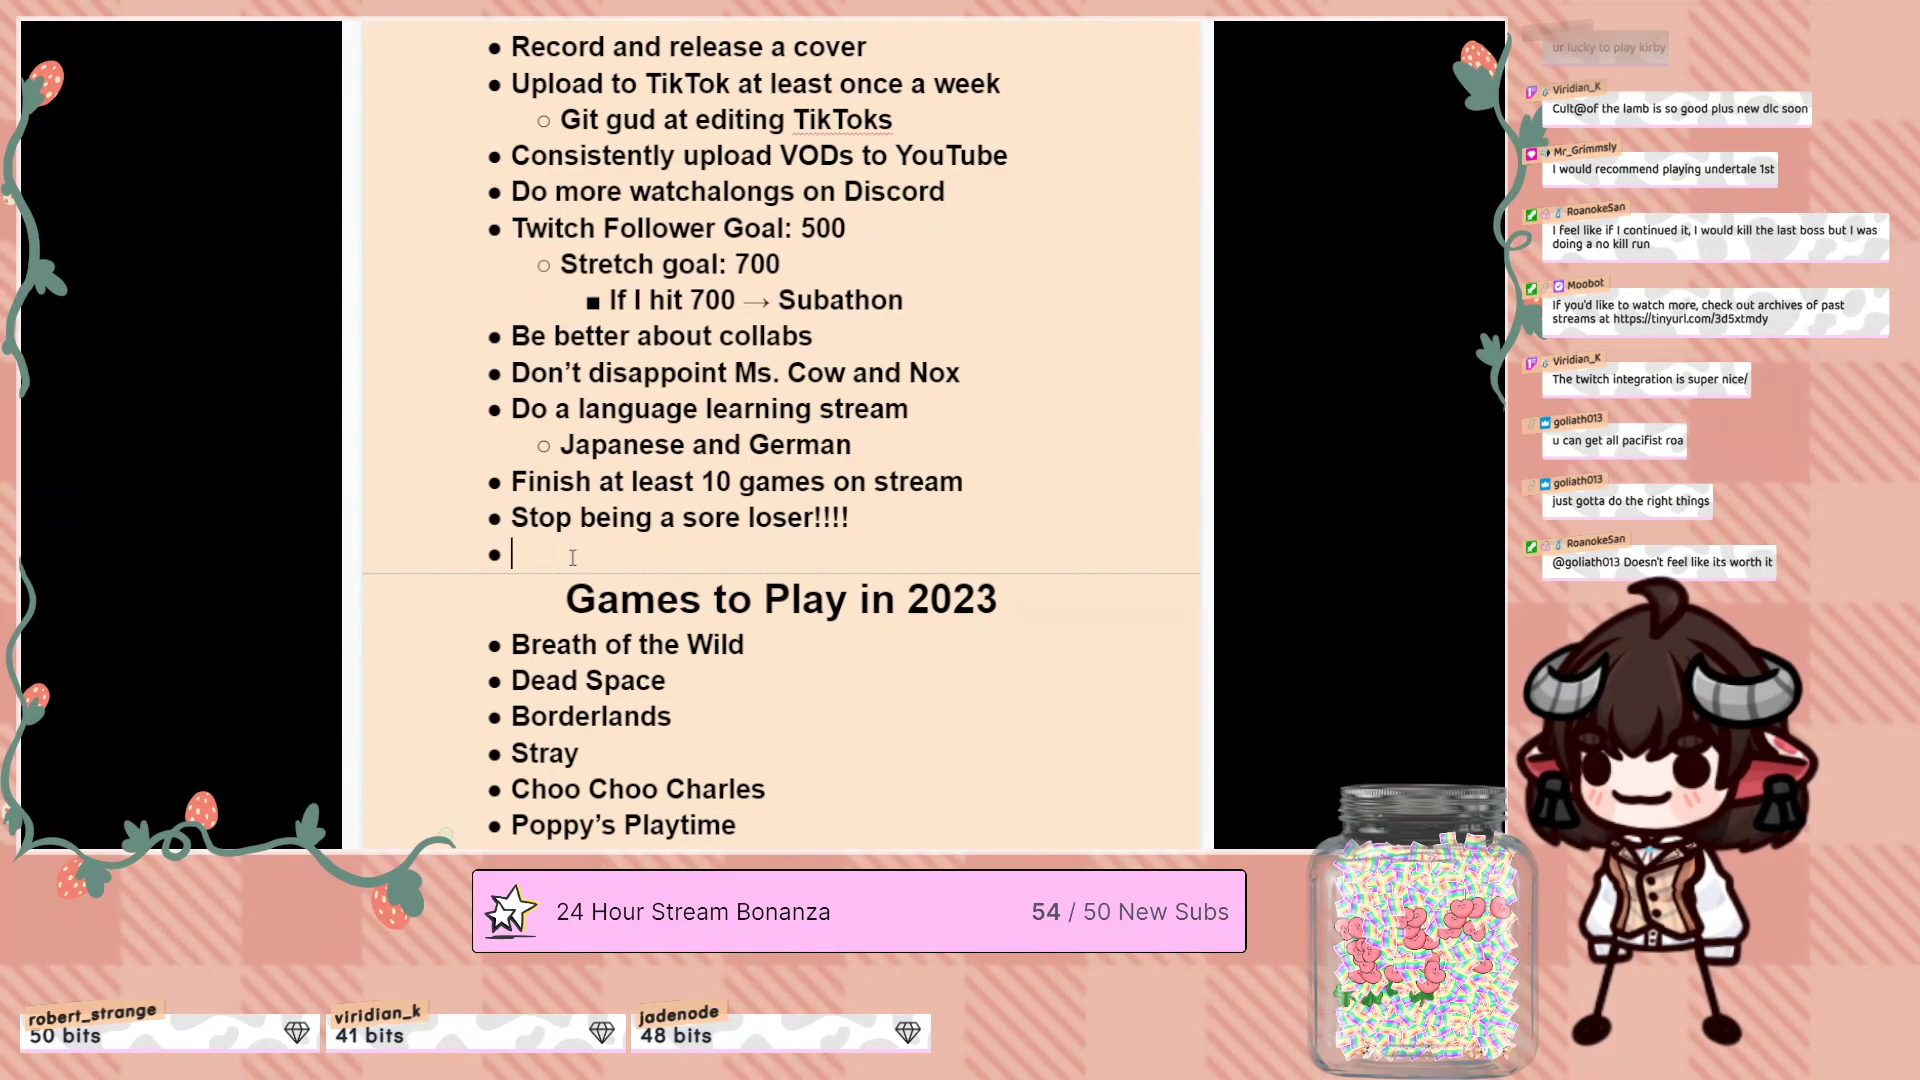 ● Record and release a cover
● Upload to TikTok at least once a week
○ Git gud at editing TikToks
● Consistently upload VODs to YouTube
● Do more watchalongs on Discord
● Twitch Follower Goal: 500
○ Stretch goal: 700
■ If I hit 700 → Subathon
● Be better about collabs
● Don’t disappoint Ms. Cow and Nox
● Do a language learning stream
○ Japanese and German
● Finish at least 10 games on stream
● Stop being a sore loser!!!!
●
Games to Play in 2023
● Breath of the Wild
● Dead Space
● Borderlands
● Stray
● Choo Choo Charles
● Poppy’s Playtime
ur lucky to play kirby
Viridian_K
Cult@of the lamb is so good plus new dlc soon
Mr_Grimmsly
I would recommend playing undertale 1st
RoanokeSan
I feel like if I continued it, I would kill the last boss but I was
doing a no kill run
Moobot
If you'd like to watch more, check out archives of past
streams at https://tinyurl.com/3d5xtmdy
Viridian_K
The twitch integration is super nice/
goliath013
u can get all pacifist roa
goliath013
just gotta do the right things
RoanokeSan
@goliath013 Doesn't feel like its worth it
24 Hour Stream Bonanza
54 / 50 New Subs
robert_strange
50 bits
viridian_k
41 bits
jadenode
48 bits